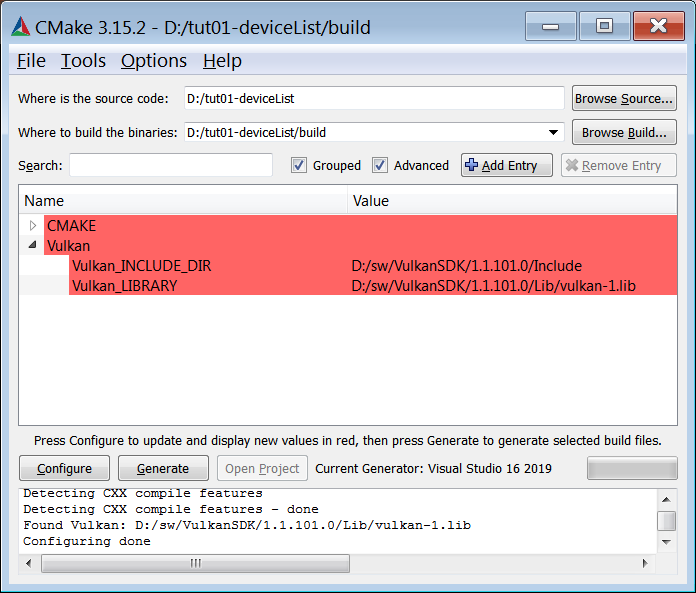 CMake 3.15.2 - D:/tut01-deviceList/build
File Tools Options Help
Where is the source code: D:/tut01-deviceList Browse Source...
Where to build the binaries: D:/tut01-deviceList/build Browse Build...
Search: Grouped Advanced Add Entry Remove Entry
Name Value
CMAKE
Vulkan
Vulkan_INCLUDE_DIR D:/sw/VulkanSDK/1.1.101.0/Include
Vulkan_LIBRARY D:/sw/VulkanSDK/1.1.101.0/Lib/vulkan-1.lib
Press Configure to update and display new values in red, then press Generate to generate selected build files.
Configure Generate Open Project Current Generator: Visual Studio 16 2019
Detecting CXX compile features
Detecting CXX compile features - done
Found Vulkan: D:/sw/VulkanSDK/1.1.101.0/Lib/vulkan-1.lib
Configuring done